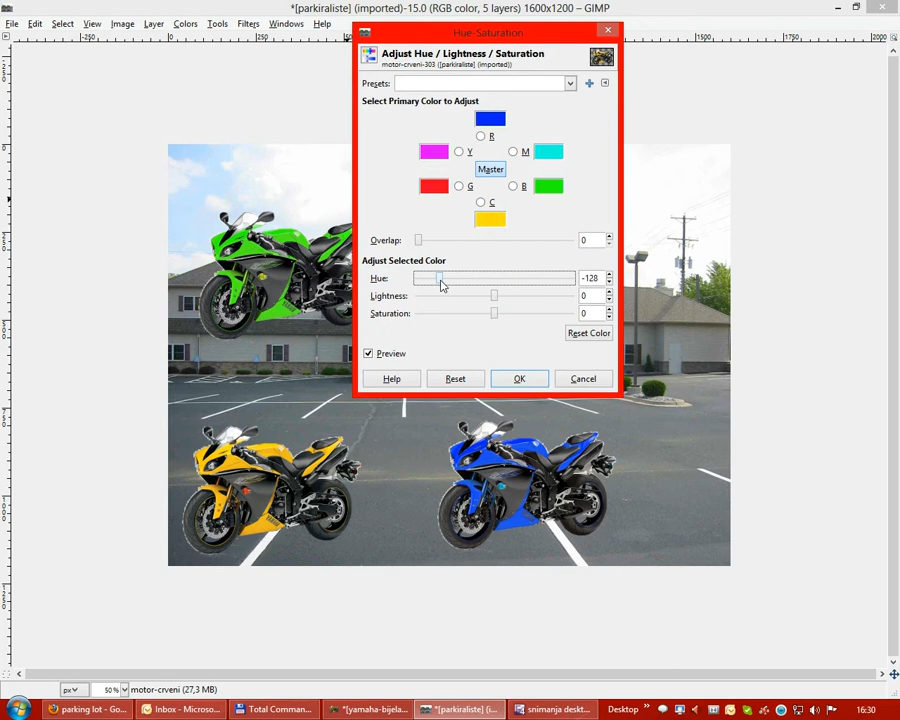 *[parkiraliste] (imported)-15.0 (RGB color, 5 layers) 1600x1200 – GIMP
File Edit Select View Image Layer Colors Tools Filters Windows Help
Hue-Saturation
Adjust Hue / Lightness / Saturation
motor-crveni-303 ([parkiraliste] (imported))
Presets:
Select Primary Color to Adjust
R
Y
M
Master
G
B
C
Overlap: 0
Adjust Selected Color
Hue: -128
Lightness: 0
Saturation: 0
Reset Color
Preview
Help Reset OK Cancel
px 50 % motor-crveni (27,3 MB)
parking lot - Go... Inbox - Microso... Total Comman... *[yamaha-bijela... *[parkiraliste] (i... snimanja deskt... Desktop 16:30